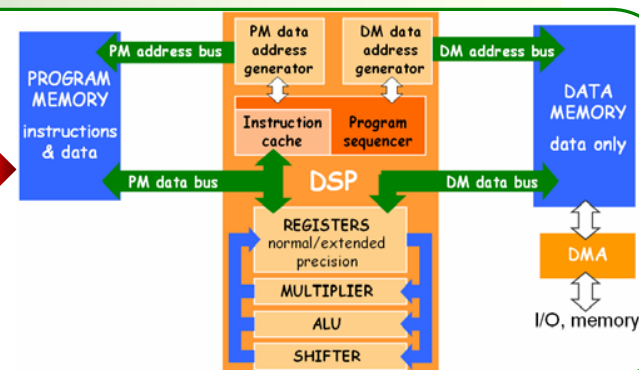 PM address bus
PM data
address
generator
DM data
address
generator
DM address bus
PROGRAM
MEMORY
instructions
& data
DATA
MEMORY
data only
Instruction
cache
Program
sequencer
PM data bus
DSP
DM data bus
REGISTERS
normal/extended
precision
MULTIPLIER
ALU
SHIFTER
DMA
I/O, memory